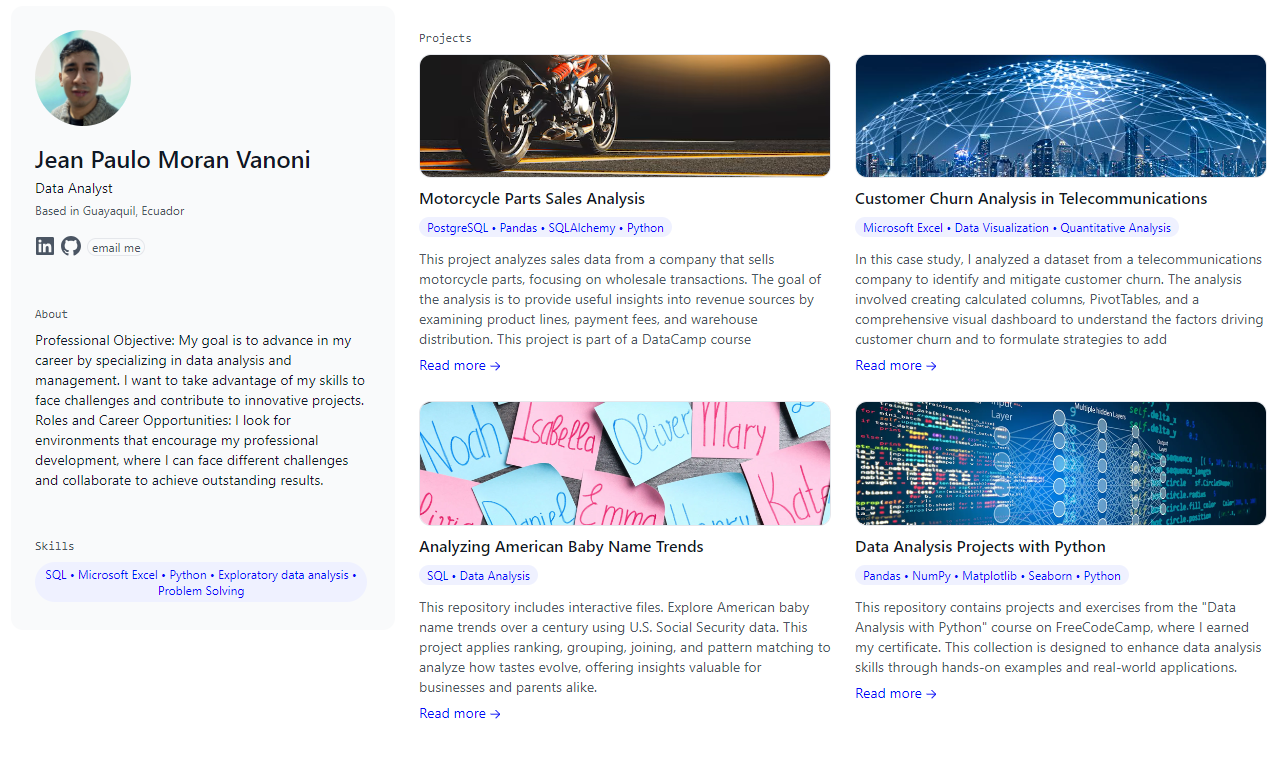 Jean Paulo Moran Vanoni
Data Analyst
Based in Guayaquil, Ecuador
in
email me
About
Professional Objective: My goal is to advance in my
career by specializing in data analysis and
management. I want to take advantage of my skills to
face challenges and contribute to innovative projects.
Roles and Career Opportunities: I look for
environments that encourage my professional
development, where I can face different challenges
and collaborate to achieve outstanding results.
Skills
SQL • Microsoft Excel • Python • Exploratory data analysis •
Problem Solving
Projects
Motorcycle Parts Sales Analysis
PostgreSQL • Pandas • SQLAlchemy • Python
This project analyzes sales data from a company that sells
motorcycle parts, focusing on wholesale transactions. The goal of
the analysis is to provide useful insights into revenue sources by
examining product lines, payment fees, and warehouse
distribution. This project is part of a DataCamp course
Read more →
Customer Churn Analysis in Telecommunications
Microsoft Excel • Data Visualization • Quantitative Analysis
In this case study, I analyzed a dataset from a telecommunications
company to identify and mitigate customer churn. The analysis
involved creating calculated columns, PivotTables, and a
comprehensive visual dashboard to understand the factors driving
customer churn and to formulate strategies to add
Read more →
Noah
Isabella
Oliver
Mary
Daniel
Emma
Henry
Kate
Analyzing American Baby Name Trends
SQL • Data Analysis
This repository includes interactive files. Explore American baby
name trends over a century using U.S. Social Security data. This
project applies ranking, grouping, joining, and pattern matching to
analyze how tastes evolve, offering insights valuable for
businesses and parents alike.
Read more →
Input
Layer
Multiple hidden Layers
Output
Layer
Data Analysis Projects with Python
Pandas • NumPy • Matplotlib • Seaborn • Python
This repository contains projects and exercises from the "Data
Analysis with Python" course on FreeCodeCamp, where I earned
my certificate. This collection is designed to enhance data analysis
skills through hands-on examples and real-world applications.
Read more →